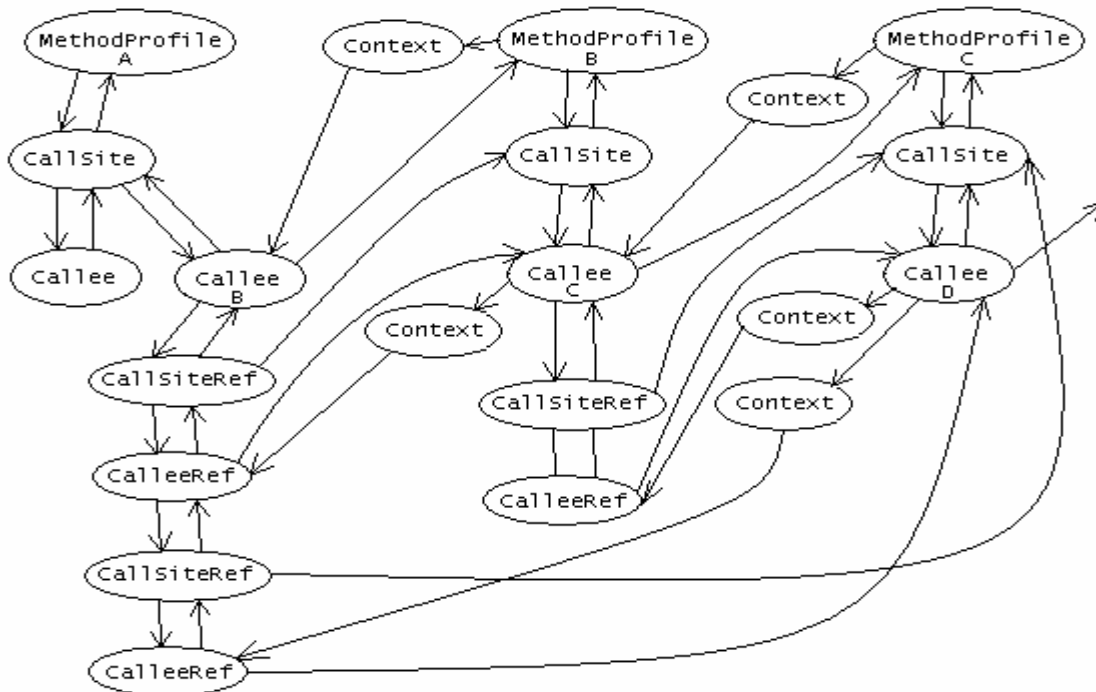 MethodProfile
A
Context
MethodProfile
B
MethodProfile
C
Context
CallSite
CallSite
CallSite
Callee
Callee
B
Callee
C
Callee
D
Context
Context
CallSiteRef
CallSiteRef
Context
CalleeRef
CalleeRef
CallSiteRef
CalleeRef